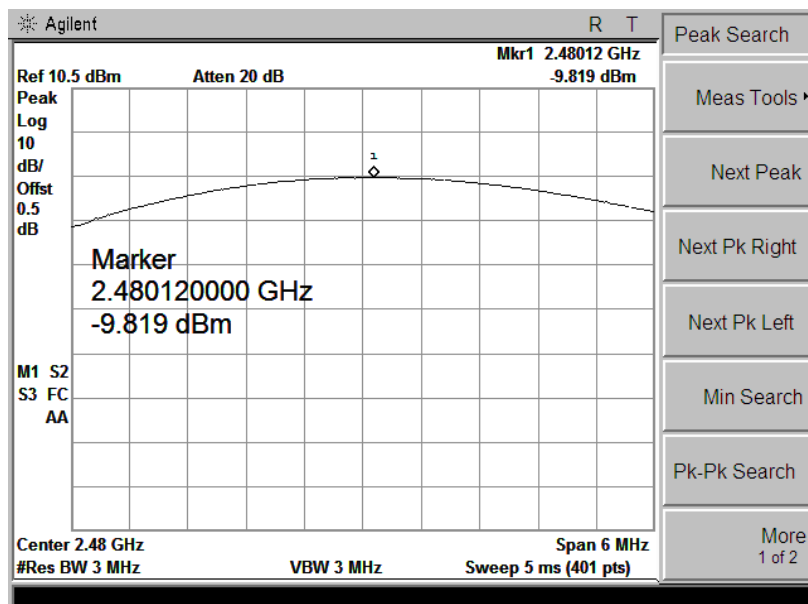 Agilent R T
Mkr1 2.48012 GHz
Ref 10.5 dBm Atten 20 dB -9.819 dBm
Peak
Log
10
dB/
Offst
0.5
dB
1
Marker
2.480120000 GHz
-9.819 dBm
M1 S2
S3 FC
AA
Center 2.48 GHz Span 6 MHz
#Res BW 3 MHz VBW 3 MHz Sweep 5 ms (401 pts)
Peak Search
Meas Tools
Next Peak
Next Pk Right
Next Pk Left
Min Search
Pk-Pk Search
More
1 of 2